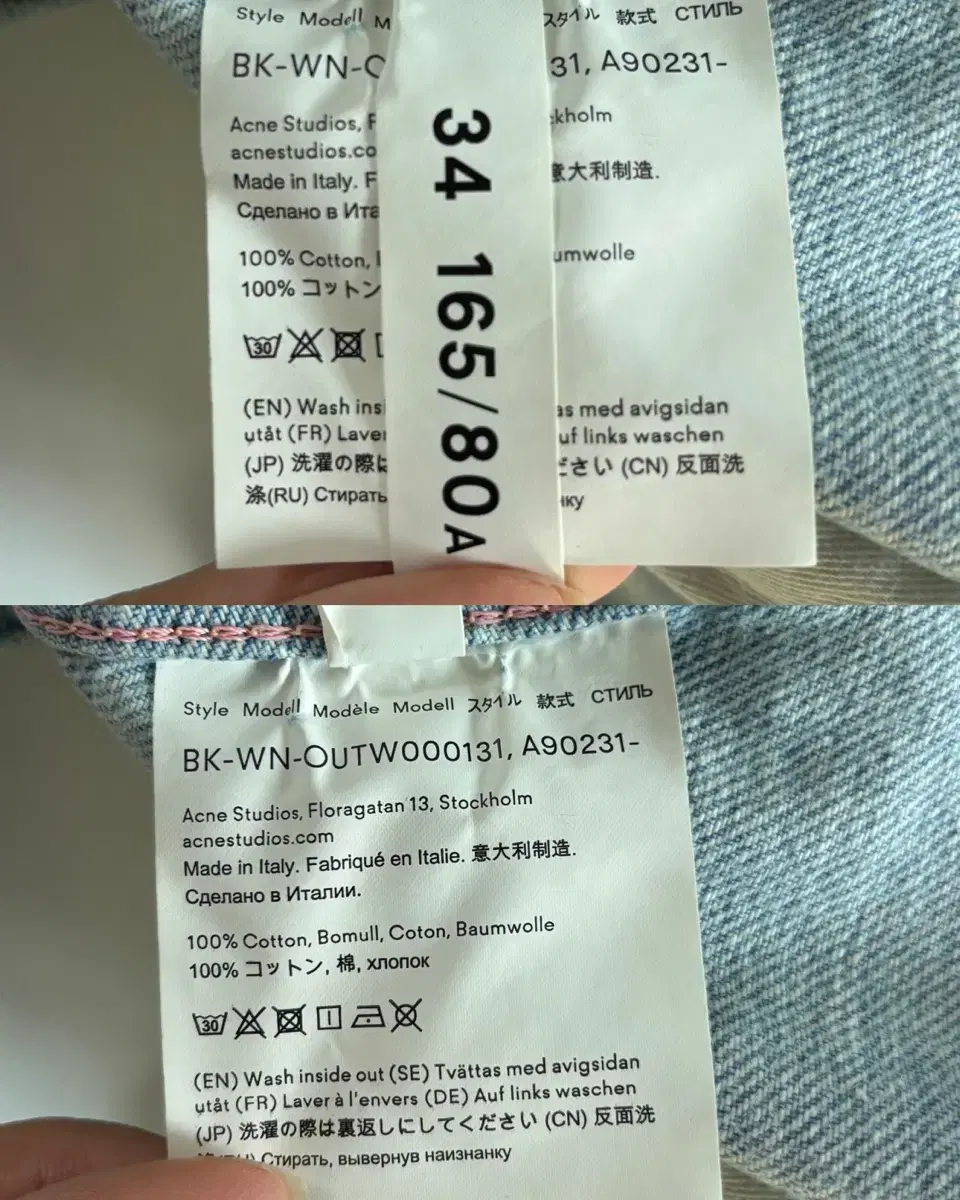 Style Modell M
スタイル 款式 СТИЛЬ
BK-WN-O
31, A90231-
Acne Studios, F
kholm
acnestudios.co
Made in Italy. F
意大利制造.
Сделано в Ита
100% Cotton,
umwolle
100% コットン
30
(EN) Wash insi
as med avigsidan
utåt (FR) Laver
uf links waschen
(JP) 洗濯の際は
ださい (CN) 反面洗
涤(RU) Стирать
нку
34 165/80A
Style Modell Modèle Modell スタイル 款式 СТИЛЬ
BK-WN-OUTW000131, A90231-
Acne Studios, Floragatan 13, Stockholm
acnestudios.com
Made in Italy. Fabriqué en Italie. 意大利制造.
Сделано в Италии.
100% Cotton, Bomull, Coton, Baumwolle
100% コットン, 棉, хлопок
30
(EN) Wash inside out (SE) Tvättas med avigsidan
utåt (FR) Laver à l'envers (DE) Auf links waschen
(JP) 洗濯の際は裏返しにしてください (CN) 反面洗
Стирать, вывернув наизнанку